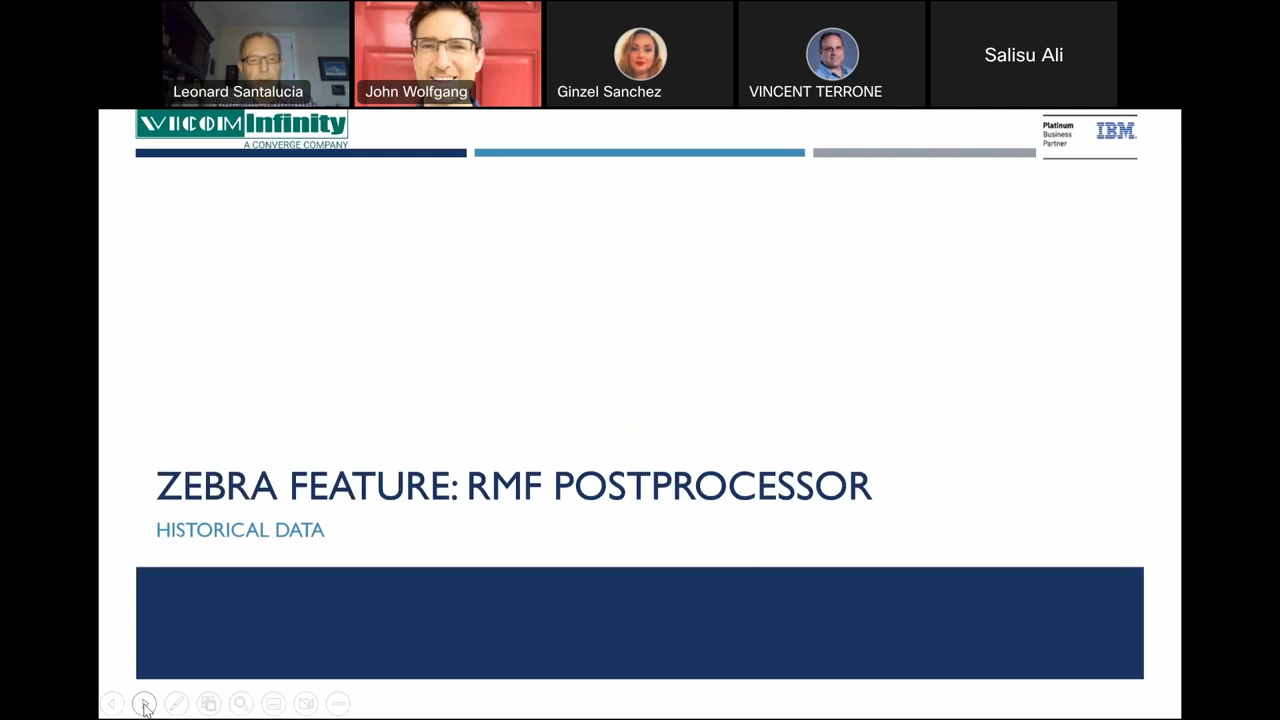 Leonard Santalucia
John Wolfgang
Ginzel Sanchez
VINCENT TERRONE
Salisu Ali
VICOM Infinity
A CONVERGE COMPANY
Platinum
Business
Partner
IBM
ZEBRA FEATURE: RMF POSTPROCESSOR
HISTORICAL DATA